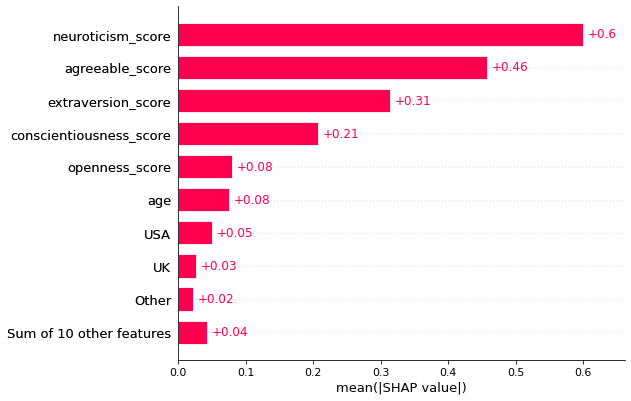 neuroticism_score +0.6
agreeable_score +0.46
extraversion_score +0.31
conscientiousness_score +0.21
openness_score +0.08
age +0.08
USA +0.05
UK +0.03
Other +0.02
Sum of 10 other features +0.04
0.0 0.1 0.2 0.3 0.4 0.5 0.6
mean(|SHAP value|)